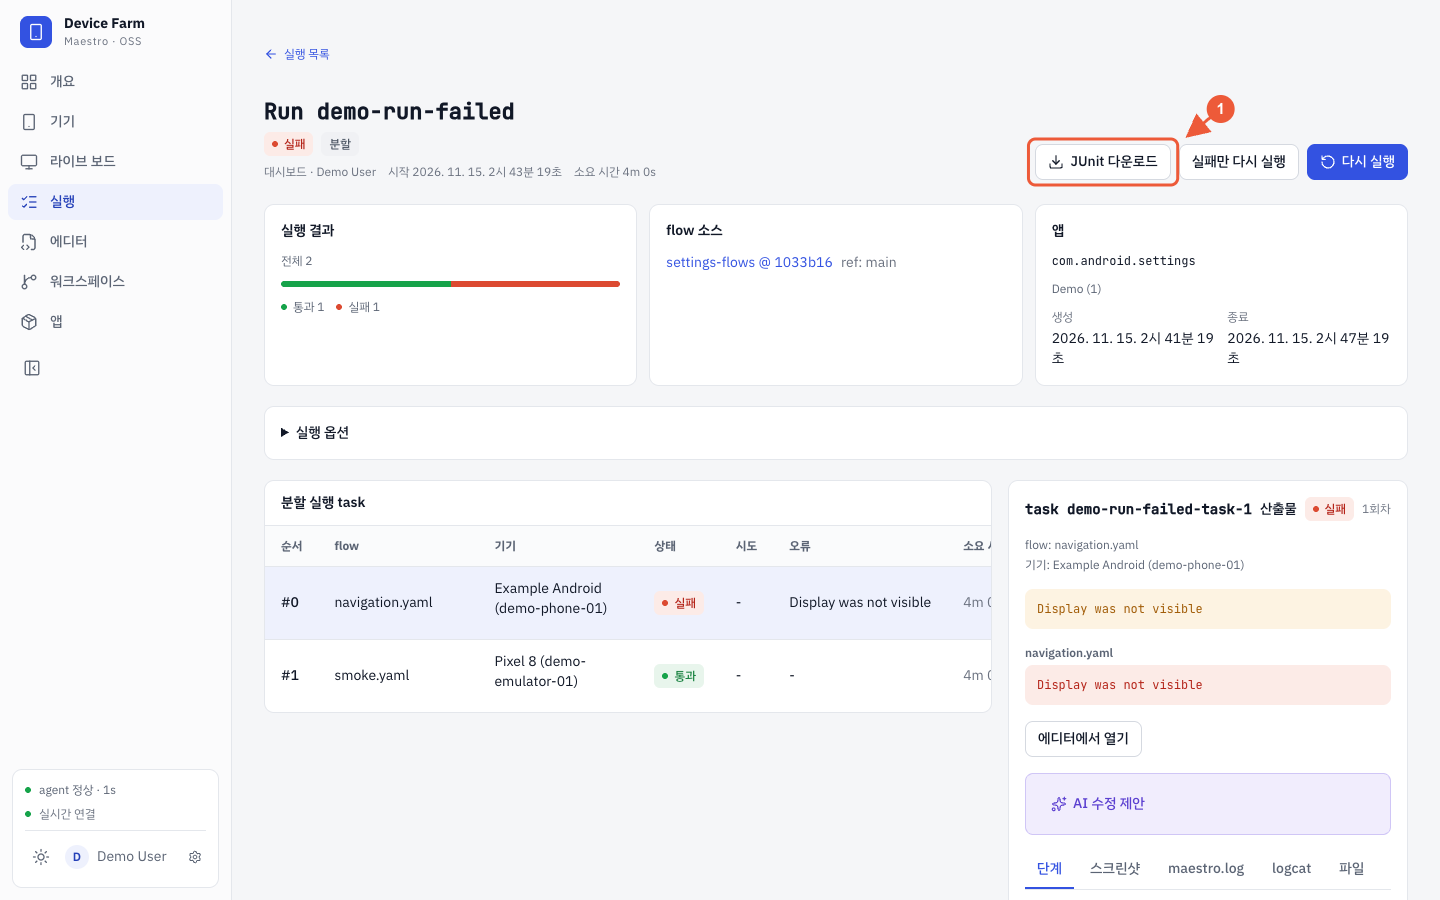 Device Farm
Maestro · OSS
개요
기기
라이브 보드
실행
에디터
워크스페이스
앱
agent 정상 · 1s
실시간 연결
D Demo User
실행 목록
Run demo-run-failed
실패 분할
대시보드 · Demo User 시작 2026. 11. 15. 2시 43분 19초 소요 시간 4m 0s
1
JUnit 다운로드 실패만 다시 실행 다시 실행
실행 결과
전체 2
통과 1 실패 1
flow 소스
settings-flows @ 1033b16 ref: main
앱
com.android.settings
Demo (1)
생성 종료
2026. 11. 15. 2시 41분 19초 2026. 11. 15. 2시 47분 19초
실행 옵션
분할 실행 task
순서 flow 기기 상태 시도 오류 소요
#0 navigation.yaml Example Android (demo-phone-01) 실패 - Display was not visible 4m
#1 smoke.yaml Pixel 8 (demo-emulator-01) 통과 - - 4m
task demo-run-failed-task-1 산출물 실패 1회차
flow: navigation.yaml
기기: Example Android (demo-phone-01)
Display was not visible
navigation.yaml
Display was not visible
에디터에서 열기
AI 수정 제안
단계 스크린샷 maestro.log logcat 파일